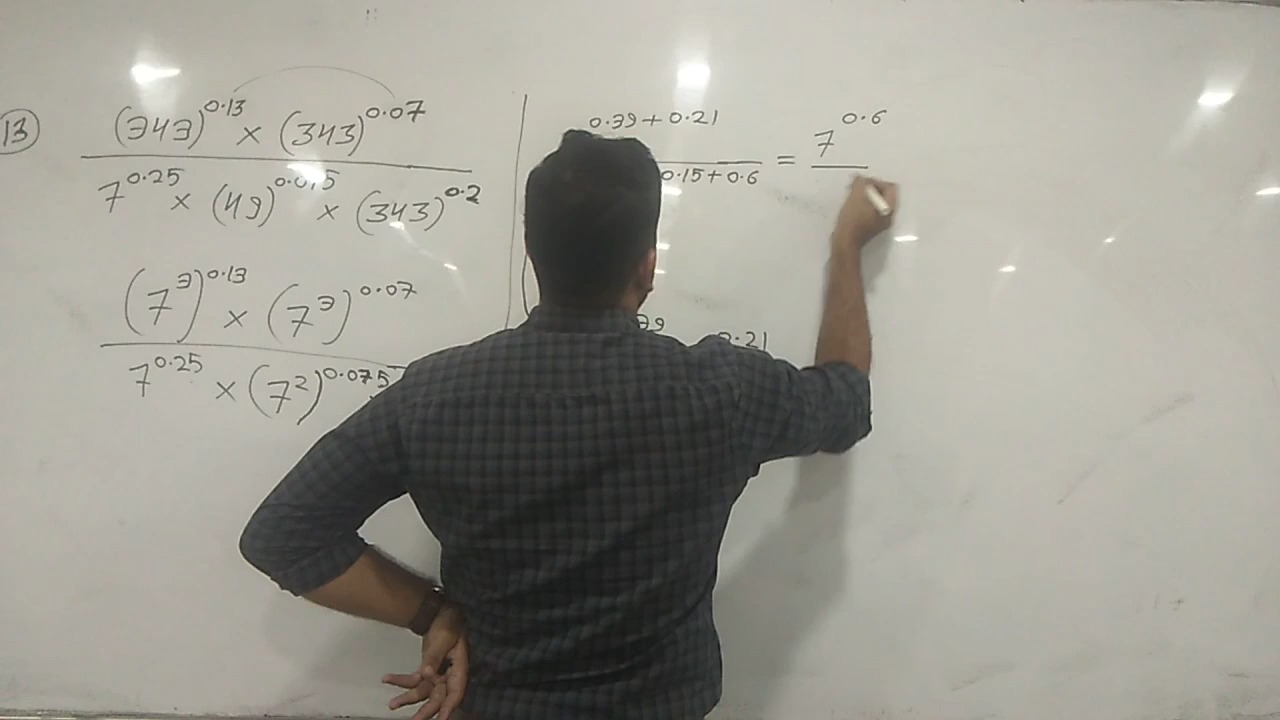 13
(343)^0.13 × (343)^0.07
7^0.25 × (49)^0.075 × (343)^0.2
(7^3)^0.13 × (7^3)^0.07
7^0.25 × (7^2)^0.075
0.39 + 0.21
0.15 + 0.6
= 7^0.6
39
0.21